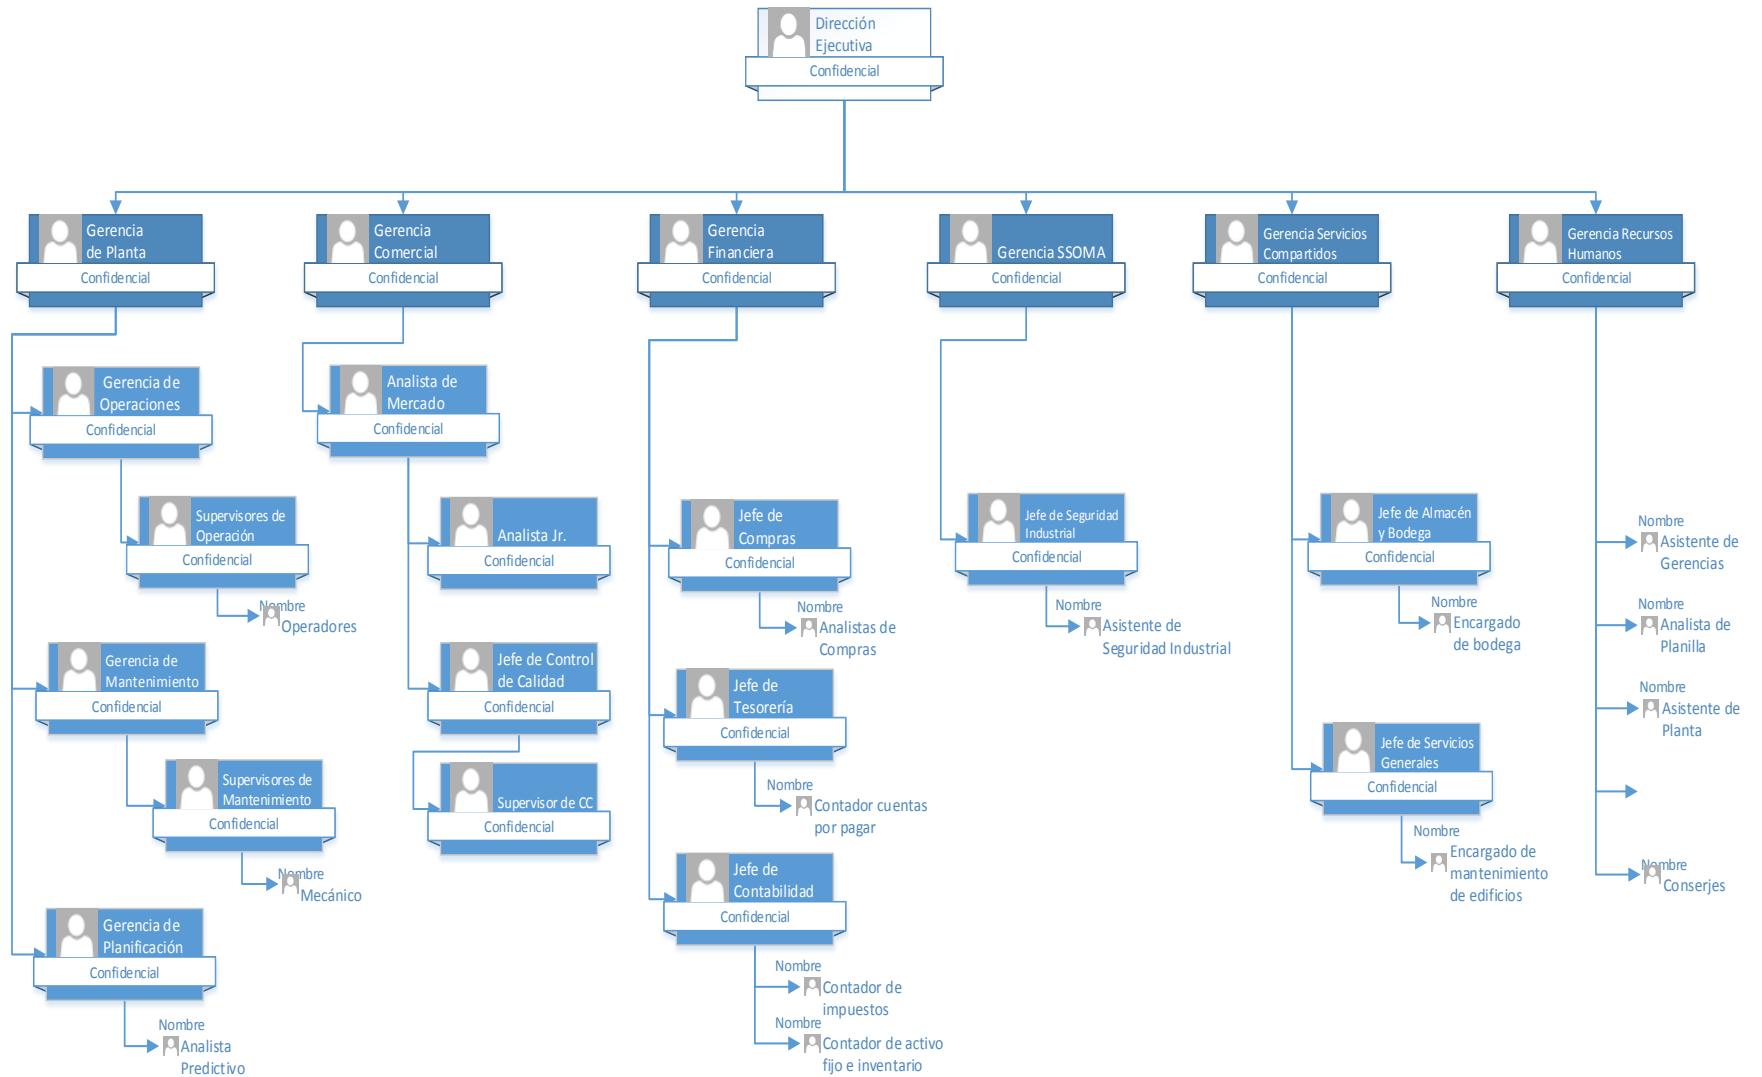 Dirección
Ejecutiva
Confidencial
Gerencia
de Planta
Confidencial
Gerencia
Comercial
Confidencial
Gerencia
Financiera
Confidencial
Gerencia SSOMA
Confidencial
Gerencia Servicios
Compartidos
Confidencial
Gerencia Recursos
Humanos
Confidencial
Gerencia de
Operaciones
Confidencial
Supervisores de
Operación
Confidencial
Nombre
Operadores
Gerencia de
Mantenimiento
Confidencial
Supervisores de
Mantenimiento
Confidencial
Nombre
Mecánico
Gerencia de
Planificación
Confidencial
Nombre
Analista
Predictivo
Analista de
Mercado
Confidencial
Analista Jr.
Confidencial
Jefe de Control
de Calidad
Confidencial
Supervisor de CC
Confidencial
Jefe de
Compras
Confidencial
Nombre
Analistas de
Compras
Jefe de
Tesorería
Confidencial
Nombre
Contador cuentas
por pagar
Jefe de
Contabilidad
Confidencial
Nombre
Contador de
impuestos
Nombre
Contador de activo
fijo e inventario
Jefe de Seguridad
Industrial
Confidencial
Nombre
Asistente de
Seguridad Industrial
Jefe de Almacén
y Bodega
Confidencial
Nombre
Encargado
de bodega
Jefe de Servicios
Generales
Confidencial
Nombre
Encargado de
mantenimiento
de edificios
Nombre
Asistente de
Gerencias
Nombre
Analista de
Planilla
Nombre
Asistente de
Planta
Nombre
Conserjes